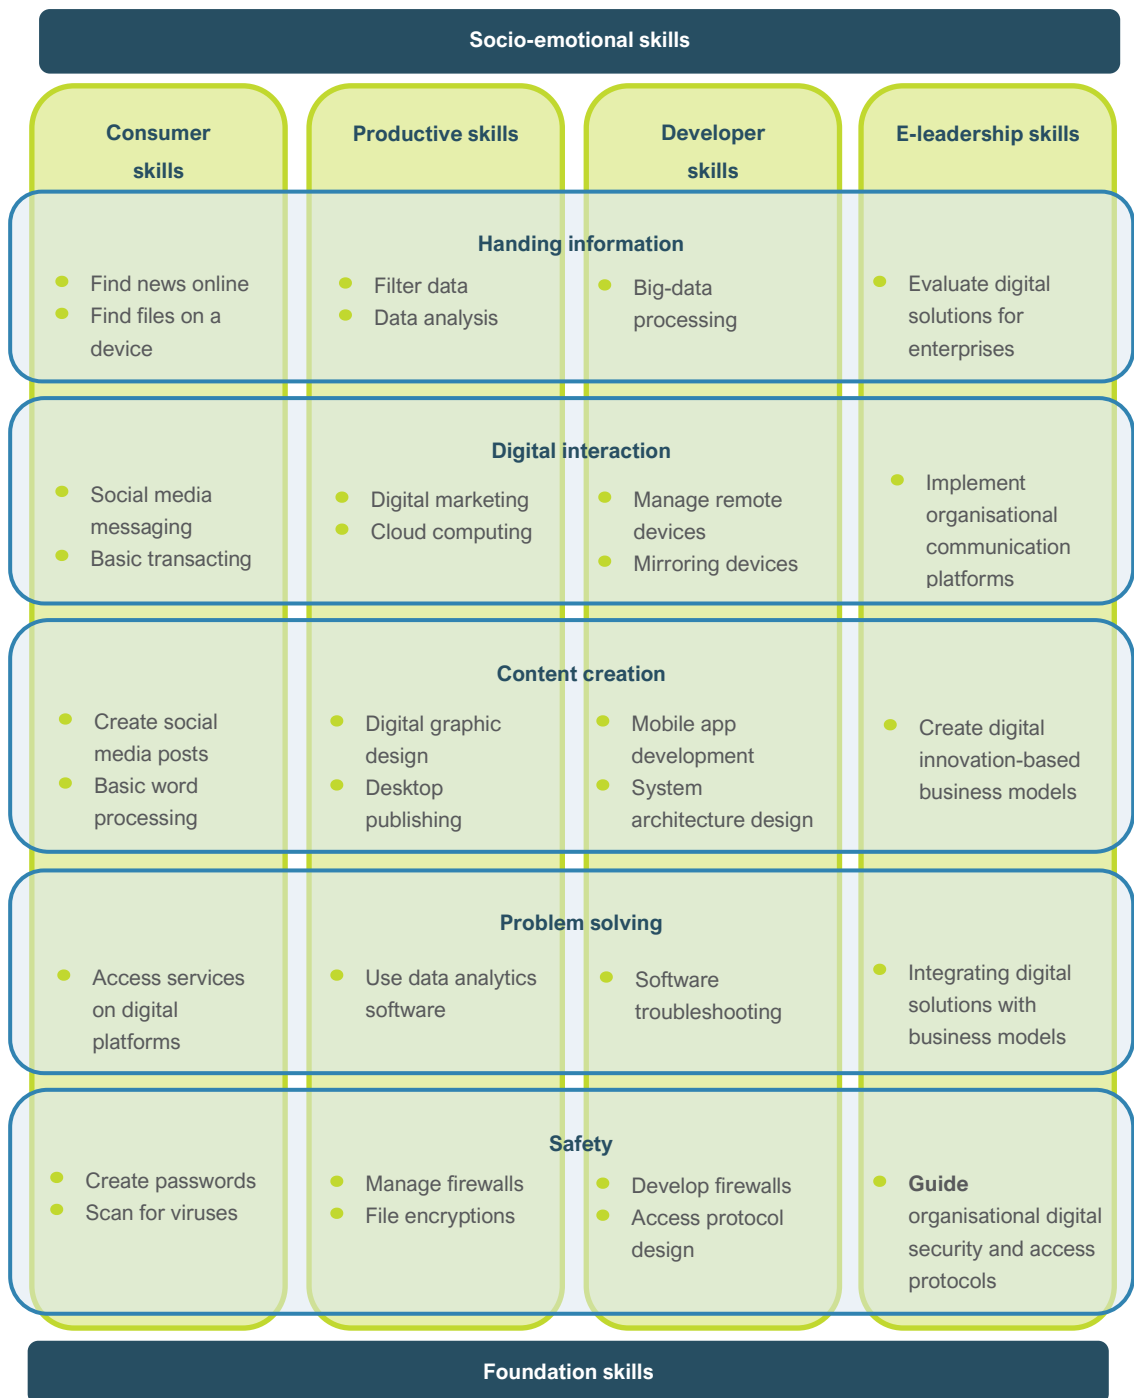 Socio-emotional skills
Consumer
skills
Productive skills
Developer
skills
E-leadership skills
Handing information
Find news online
Find files on a
device
Filter data
Data analysis
Big-data
processing
Evaluate digital
solutions for
enterprises
Digital interaction
Social media
messaging
Basic transacting
Digital marketing
Cloud computing
Manage remote
devices
Mirroring devices
Implement
organisational
communication
platforms
Content creation
Create social
media posts
Basic word
processing
Digital graphic
design
Desktop
publishing
Mobile app
development
System
architecture design
Create digital
innovation-based
business models
Problem solving
Access services
on digital
platforms
Use data analytics
software
Software
troubleshooting
Integrating digital
solutions with
business models
Safety
Create passwords
Scan for viruses
Manage firewalls
File encryptions
Develop firewalls
Access protocol
design
Guide
organisational digital
security and access
protocols
Foundation skills